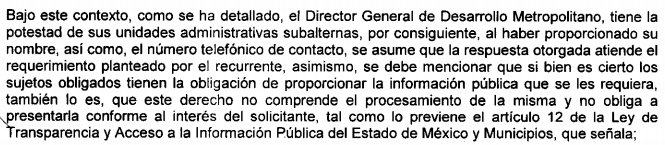 Bajo este contexto, como se ha detallado, el Director General de Desarrollo Metropolitano, tiene la
potestad de sus unidades administrativas subalternas, por consiguiente, al haber proporcionado su
nombre, así como, el número telefónico de contacto, se asume que la respuesta otorgada atiende el
requerimiento planteado por el recurrente, asimismo, se debe mencionar que si bien es cierto los
sujetos obligados tienen la obligación de proporcionar la información pública que se les requiera,
también lo es, que este derecho no comprende el procesamiento de la misma y no obliga a
presentarla conforme al interés del solicitante, tal como lo previene el artículo 12 de la Ley de
Transparencia y Acceso a la Información Pública del Estado de México y Municipios, que señala;